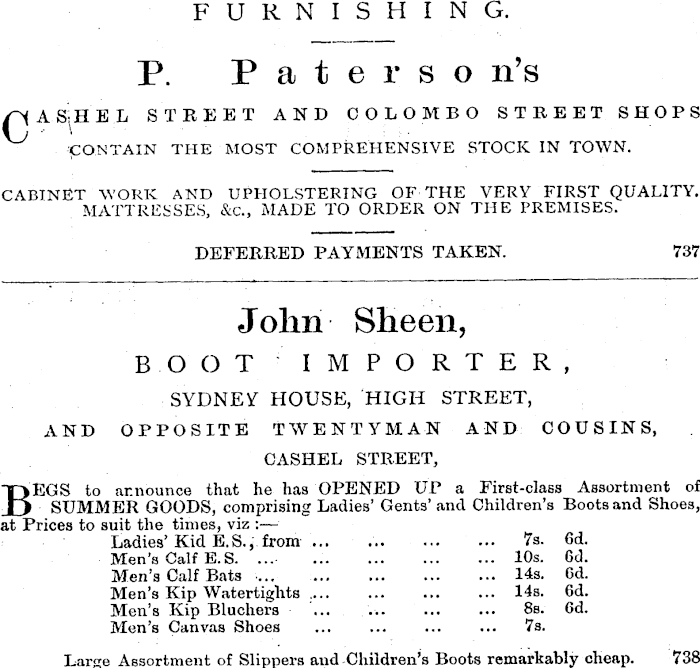 FURNISHING.
P. Paterson's
CASHEL STREET AND COLOMBO STREET SHOPS
CONTAIN THE MOST COMPREHENSIVE STOCK IN TOWN.
CABINET WORK AND UPHOLSTERING OF THE VERY FIRST QUALITY.
MATTRESSES, &c., MADE TO ORDER ON THE PREMISES.
DEFERRED PAYMENTS TAKEN. 737
John Sheen,
BOOT IMPORTER,
SYDNEY HOUSE, HIGH STREET,
AND OPPOSITE TWENTYMAN AND COUSINS,
CASHEL STREET,
BEGS to announce that he has OPENED UP a First-class Assortment of
SUMMER GOODS, comprising Ladies' Gents' and Children's Boots and Shoes,
at Prices to suit the times, viz :—
Ladies' Kid E.S., from ... ... ... ... 7s. 6d.
Men's Calf E.S. ... ... ... ... ... 10s. 6d.
Men's Calf Bats ... ... ... ... ... 14s. 6d.
Men's Kip Watertights ... ... ... ... ... 14s. 6d.
Men's Kip Bluchers ... ... ... ... 8s. 6d.
Men's Canvas Shoes ... ... ... ... 7s.
Large Assortment of Slippers and Children's Boots remarkably cheap. 738